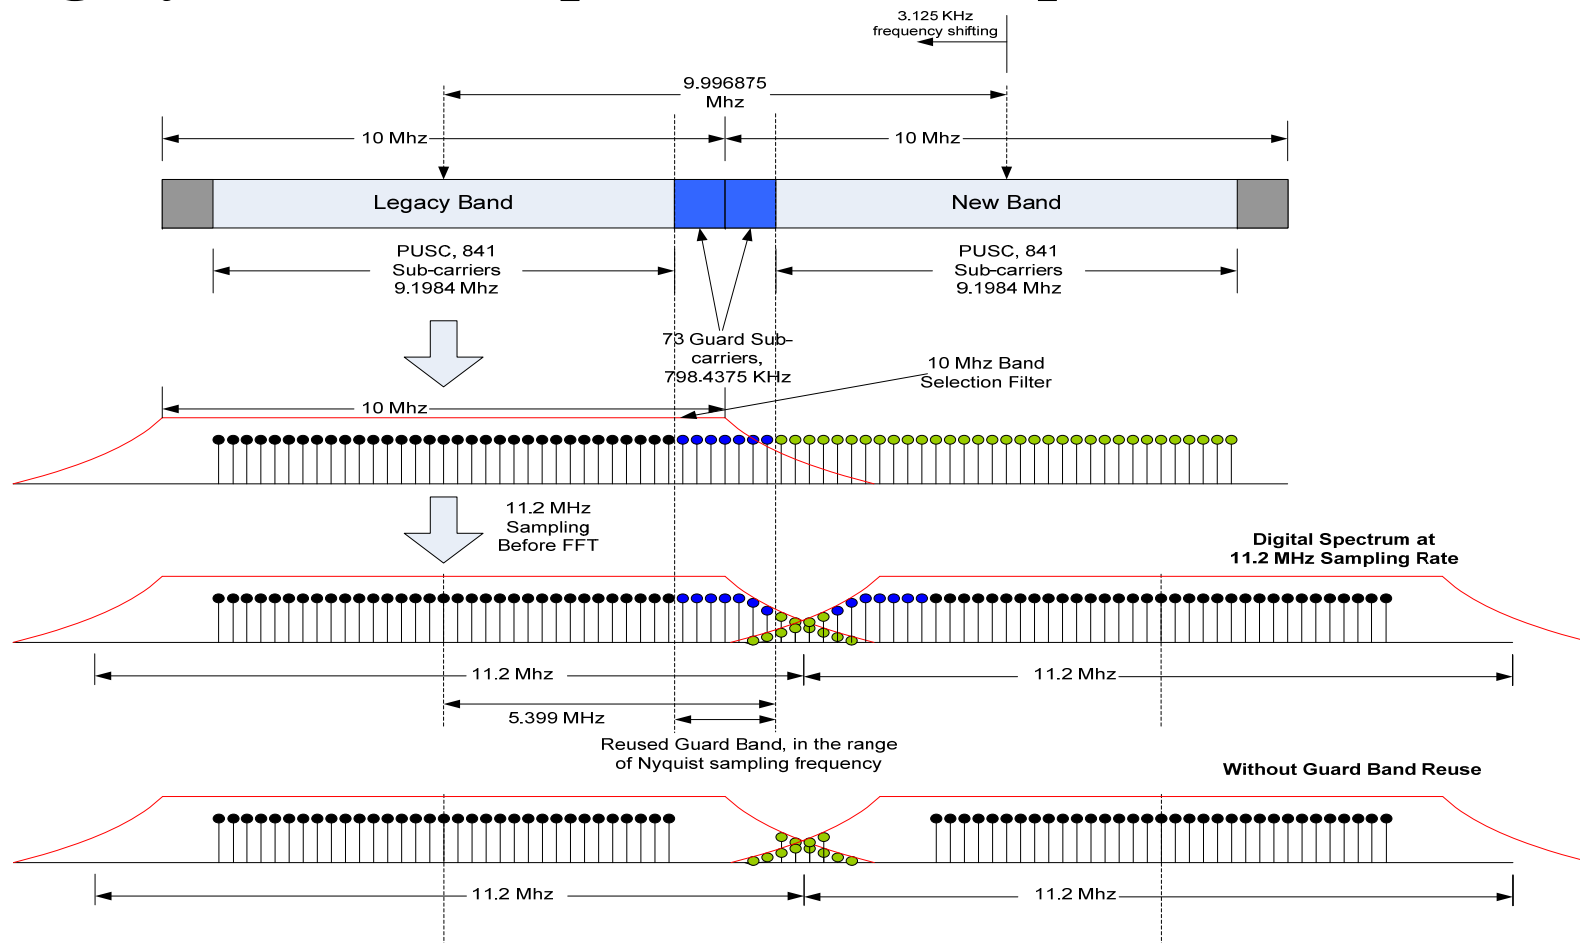 3.125 KHz
frequency shifting
9.996875
Mhz
10 Mhz
10 Mhz
Legacy Band
New Band
PUSC, 841
Sub-carriers
9.1984 Mhz
PUSC, 841
Sub-carriers
9.1984 Mhz
73 Guard Sub-
carriers,
798.4375 KHz
10 Mhz Band
Selection Filter
10 Mhz
11.2 MHz
Sampling
Before FFT
Digital Spectrum at
11.2 MHz Sampling Rate
11.2 Mhz
11.2 Mhz
5.399 MHz
Reused Guard Band, in the range
of Nyquist sampling frequency
Without Guard Band Reuse
11.2 Mhz
11.2 Mhz